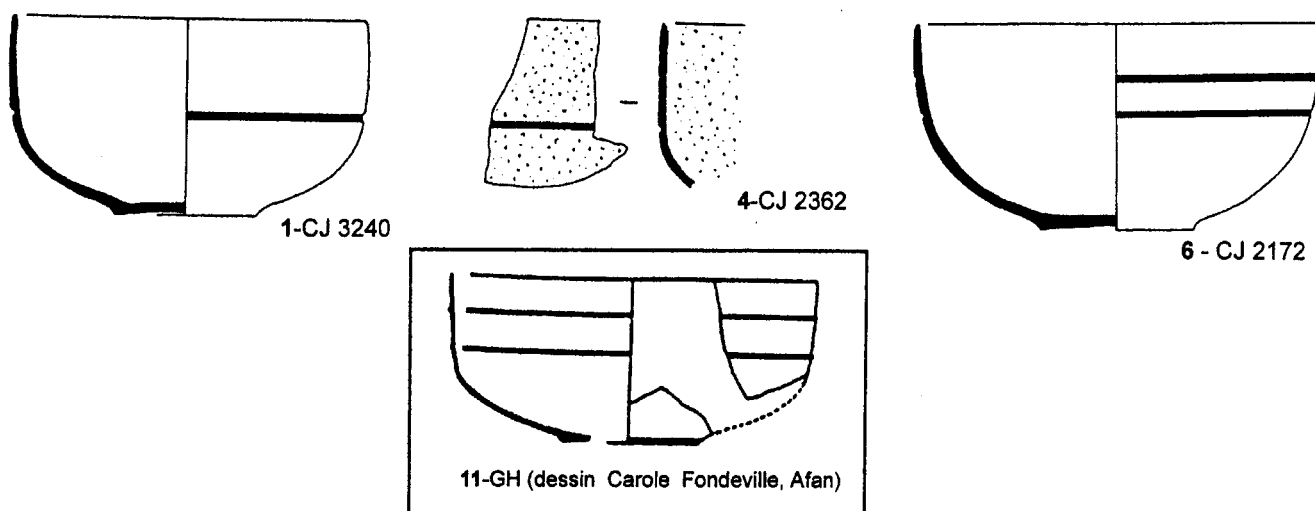 1-CJ 3240
4-CJ 2362
6 - CJ 2172
11-GH (dessin Carole Fondeville, Afan)